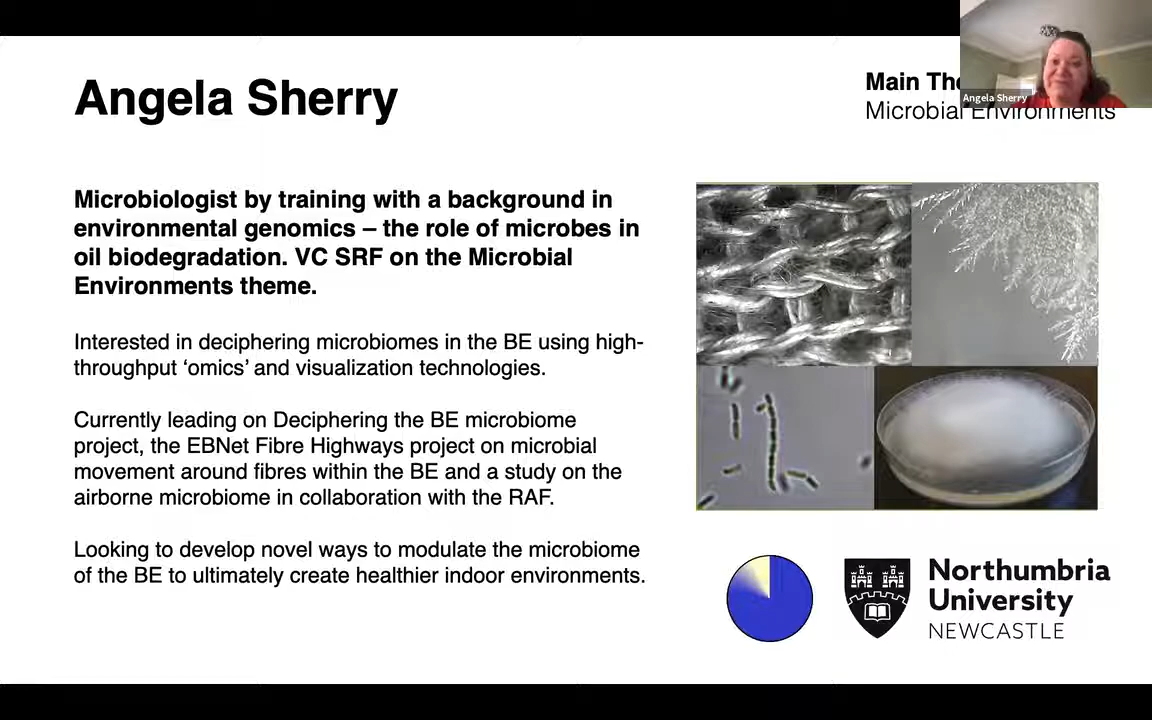 Angela Sherry
Main The
Microbial Environments
Angela Sherry
Microbiologist by training with a background in
environmental genomics – the role of microbes in
oil biodegradation. VC SRF on the Microbial
Environments theme.
Interested in deciphering microbiomes in the BE using high-
throughput ‘omics’ and visualization technologies.
Currently leading on Deciphering the BE microbiome
project, the EBNet Fibre Highways project on microbial
movement around fibres within the BE and a study on the
airborne microbiome in collaboration with the RAF.
Looking to develop novel ways to modulate the microbiome
of the BE to ultimately create healthier indoor environments.
Northumbria
University
NEWCASTLE